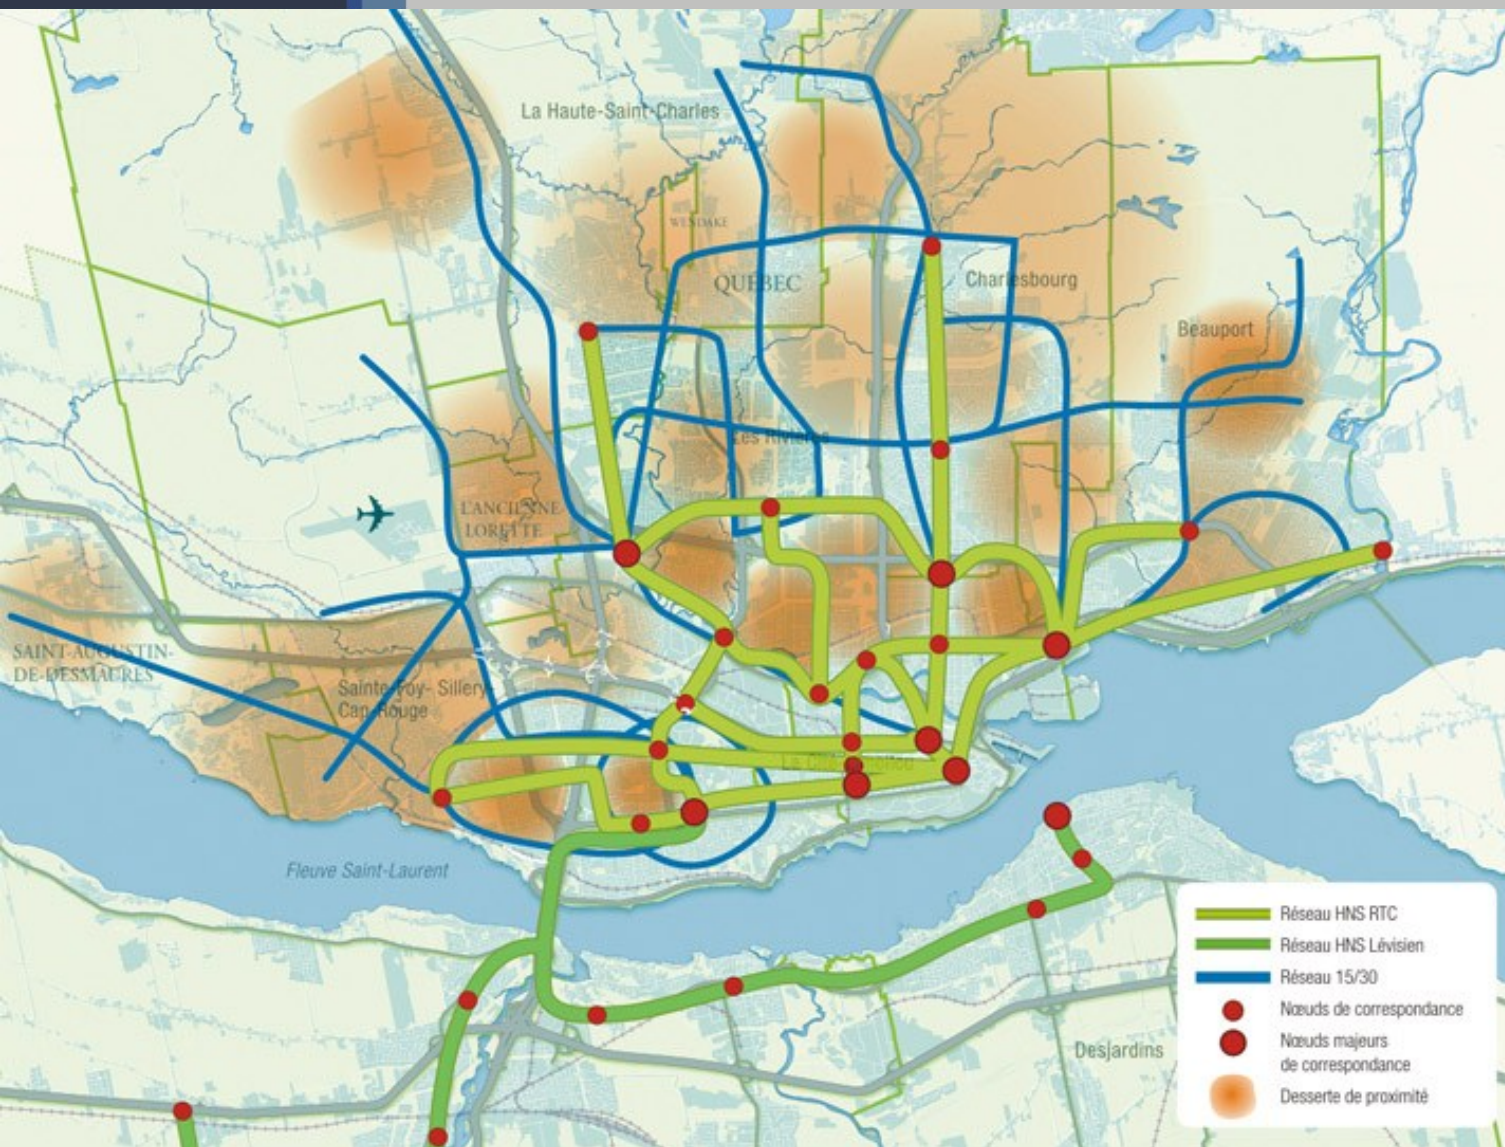 La Haute-Saint-Charles
WENDAKE
QUÉBEC
Charlesbourg
Beauport
Les Rivières
L'ANCIENNE-
LORETTE
SAINT-AUGUSTIN-
DE-DESMAURES
Sainte-Foy- Sillery-
Cap-Rouge
Fleuve Saint-Laurent
Desjardins
Réseau HNS RTC
Réseau HNS Lévisien
Réseau 15/30
Nœuds de correspondance
Nœuds majeurs
de correspondance
Desserte de proximité